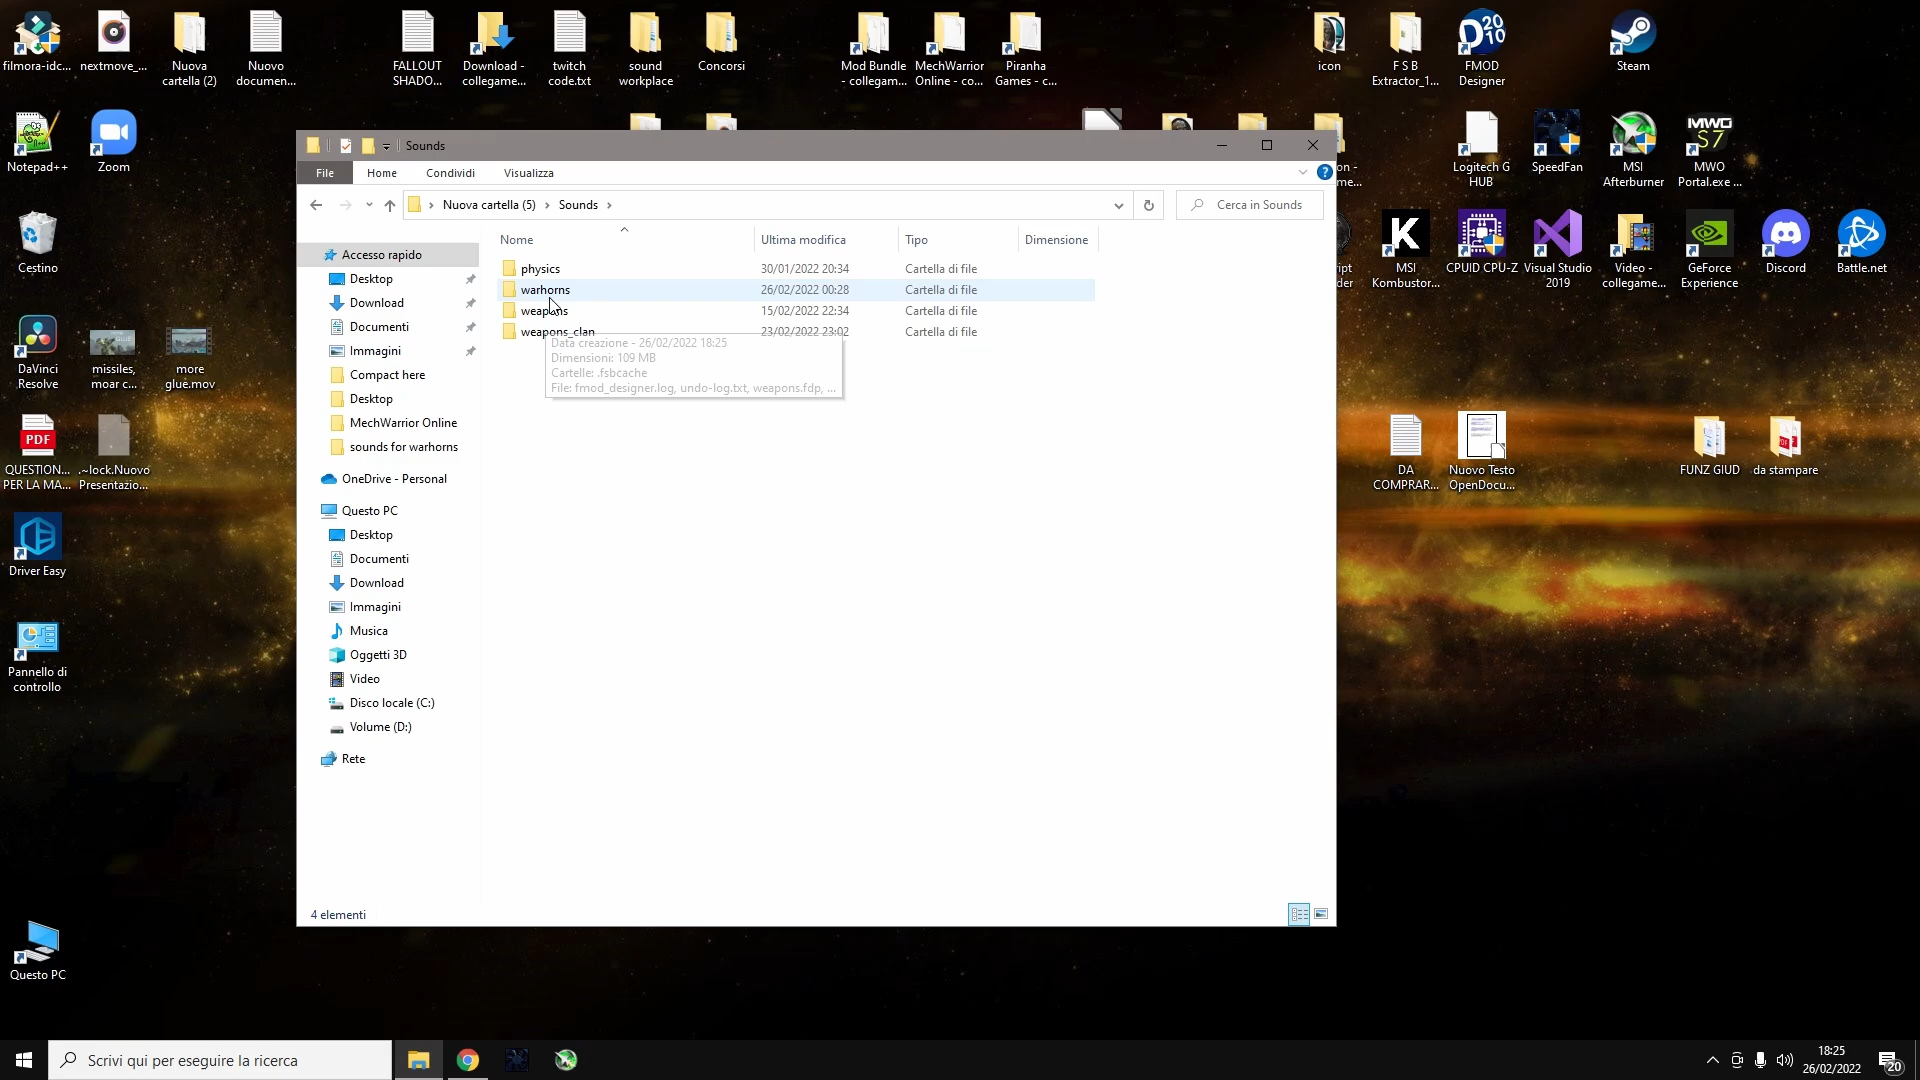 filmora-idc...
nextmove_...
Nuova
cartella (2)
Nuovo
documen...
FALLOUT
SHADO...
Download -
collegame...
twitch
code.txt
sound
workplace
Concorsi
Mod Bundle
- collegam...
MechWarrior
Online - co...
Piranha
Games - c...
icon
F S B
Extractor_1...
D 20
10
FMOD
Designer
Steam
Notepad++
Zoom
Logitech G
HUB
SpeedFan
MSI
Afterburner
MWO
S7
MWO
Portal.exe ...
Sounds
File
Home
Condividi
Visualizza
Nuova cartella (5)
Sounds
Cerca in Sounds
Nome
Ultima modifica
Tipo
Dimensione
physics
30/01/2022 20:34
Cartella di file
warhorns
26/02/2022 00:28
Cartella di file
weapons
15/02/2022 22:34
Cartella di file
weapons_clan
23/02/2022 23:02
Cartella di file
Data creazione - 26/02/2022 18:25
Dimensioni: 109 MB
Cartelle: .fsbcache
File: fmod_designer.log, undo-log.txt, weapons.fdp, ...
Accesso rapido
Desktop
Download
Documenti
Immagini
Compact here
Desktop
MechWarrior Online
sounds for warhorns
OneDrive - Personal
Questo PC
Desktop
Documenti
Download
Immagini
Musica
Oggetti 3D
Video
Disco locale (C:)
Volume (D:)
Rete
4 elementi
Cestino
K
MSI
Kombustor...
CPUID CPU-Z
Visual Studio
2019
Video -
collegame...
GeForce
Experience
Discord
Battle.net
DaVinci
Resolve
missiles,
moar c...
more
glue.mov
PDF
QUESTION...
PER LA MA...
.~lock.Nuovo
Presentazio...
DA
COMPRAR...
Nuovo Testo
OpenDocu...
FUNZ GIUD
da stampare
Driver Easy
Pannello di
controllo
Questo PC
Scrivi qui per eseguire la ricerca
18:25
26/02/2022
20